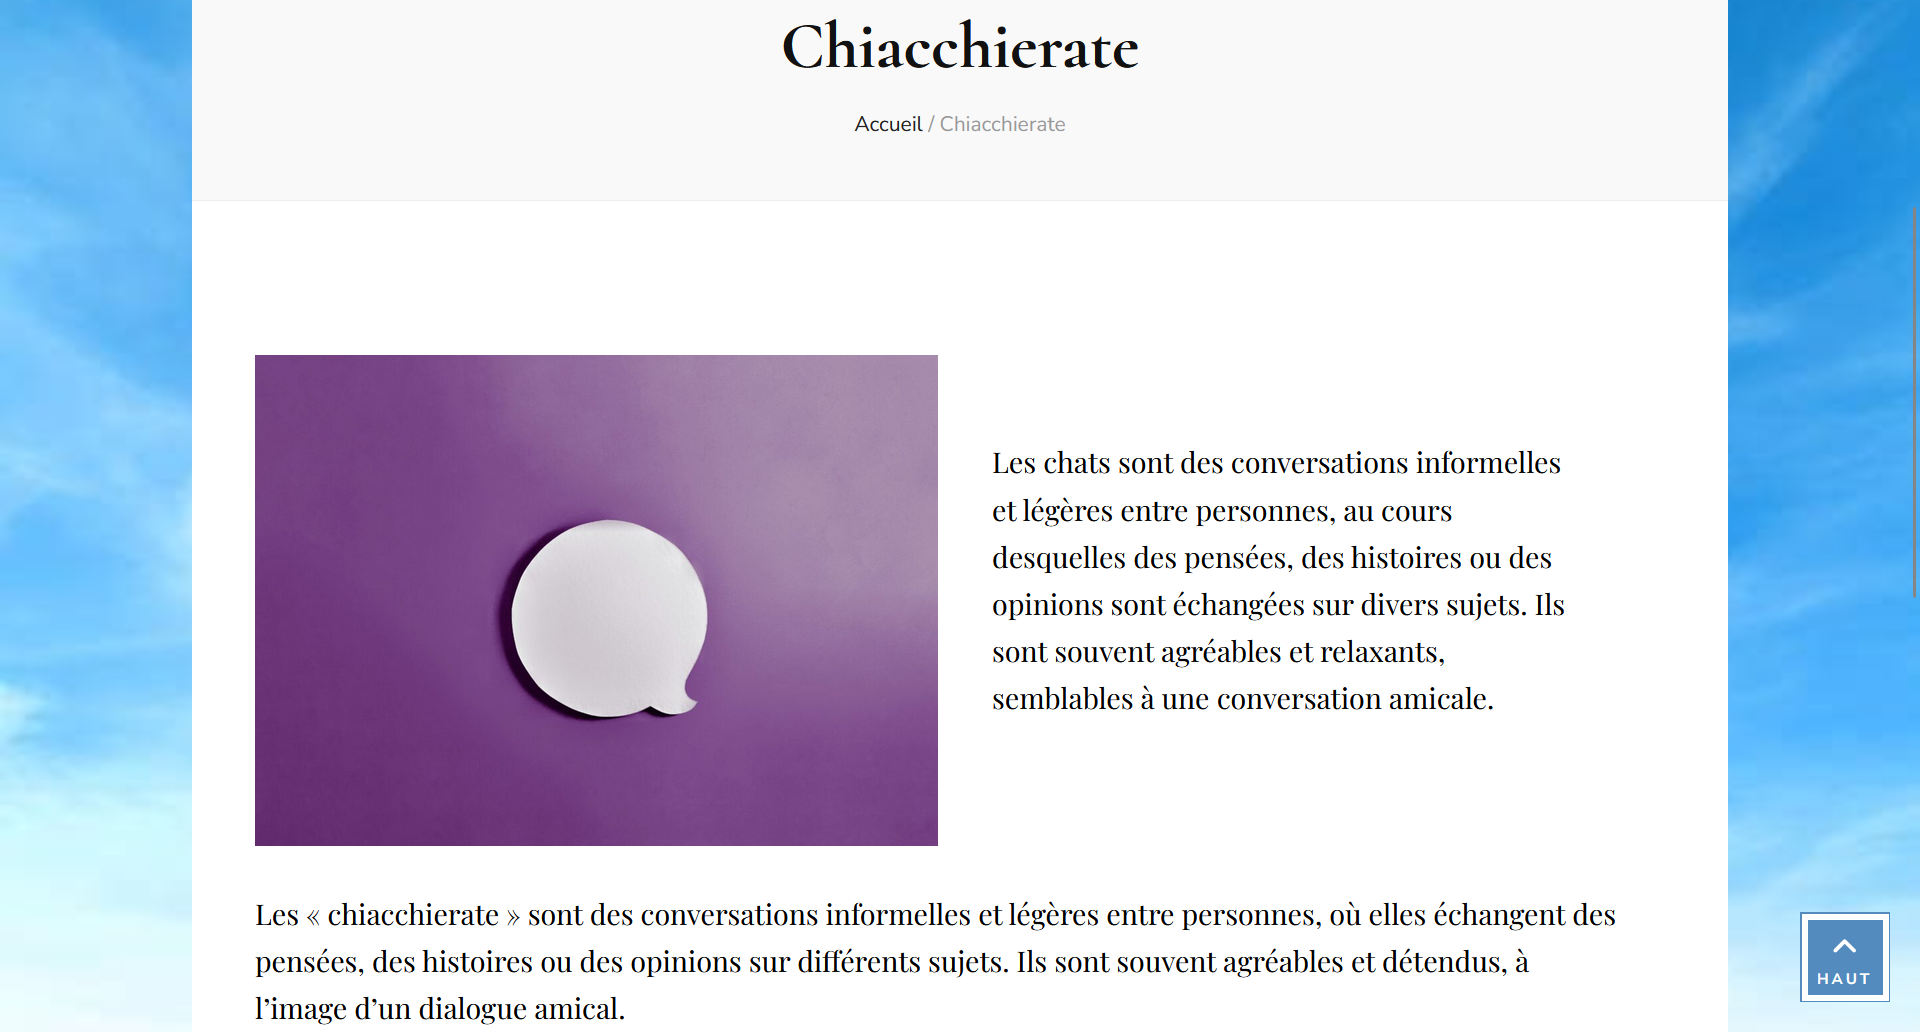 Chiacchierate
Accueil / Chiacchierate
Les chats sont des conversations informelles
et légères entre personnes, au cours
desquelles des pensées, des histoires ou des
opinions sont échangées sur divers sujets. Ils
sont souvent agréables et relaxants,
semblables à une conversation amicale.
Les « chiacchierate » sont des conversations informelles et légères entre personnes, où elles échangent des
pensées, des histoires ou des opinions sur différents sujets. Ils sont souvent agréables et détendus, à
l’image d’un dialogue amical.
HAUT